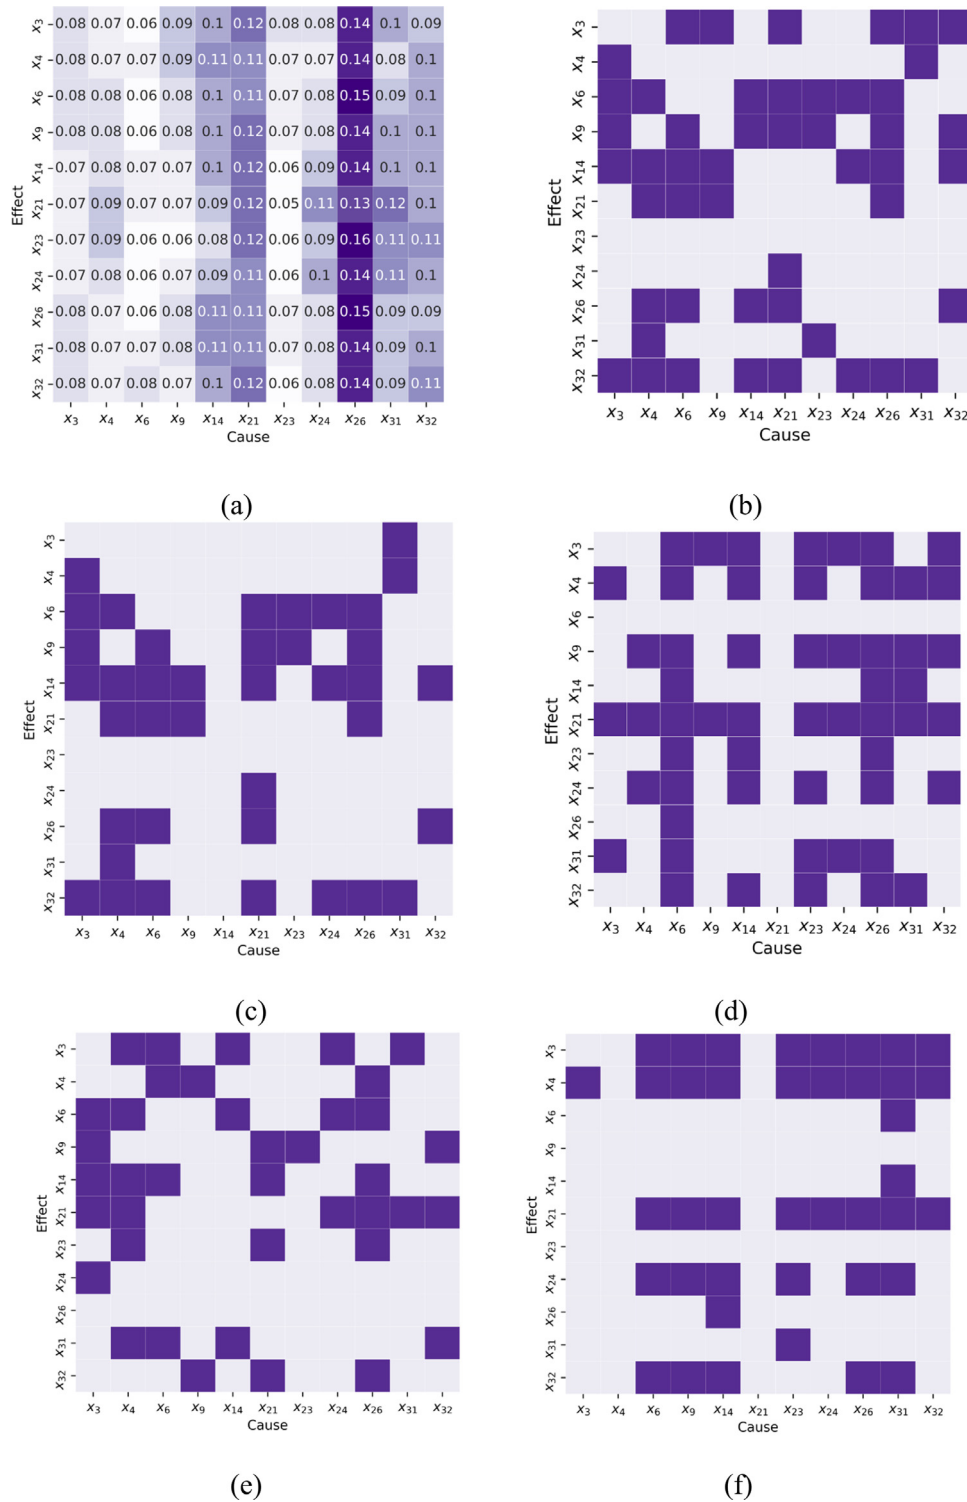 x3 0.08 0.07 0.06 0.09 0.1 0.12 0.08 0.08 0.14 0.1 0.09
x4 0.08 0.07 0.07 0.09 0.11 0.11 0.07 0.07 0.14 0.08 0.1
x6 0.08 0.08 0.06 0.08 0.1 0.11 0.07 0.08 0.15 0.09 0.1
x9 0.08 0.08 0.06 0.08 0.1 0.12 0.07 0.08 0.14 0.1 0.1
x14 0.07 0.08 0.07 0.07 0.1 0.12 0.06 0.09 0.14 0.1 0.1
x21 0.07 0.09 0.07 0.07 0.09 0.12 0.05 0.11 0.13 0.12 0.1
x23 0.07 0.09 0.06 0.06 0.08 0.12 0.06 0.09 0.16 0.11 0.11
x24 0.07 0.08 0.06 0.07 0.09 0.11 0.06 0.1 0.14 0.11 0.1
x26 0.08 0.07 0.06 0.08 0.11 0.11 0.07 0.08 0.15 0.09 0.09
x31 0.08 0.07 0.07 0.08 0.11 0.11 0.07 0.08 0.14 0.09 0.1
x32 0.08 0.07 0.08 0.07 0.1 0.12 0.06 0.08 0.14 0.09 0.11
Effect
x3 x4 x6 x9 x14 x21 x23 x24 x26 x31 x32
Cause
(a)
x3
x4
x6
x9
x14
x21
x23
x24
x26
x31
x32
Effect
x3 x4 x6 x9 x14 x21 x23 x24 x26 x31 x32
Cause
(b)
x3
x4
x6
x9
x14
x21
x23
x24
x26
x31
x32
Effect
x3 x4 x6 x9 x14 x21 x23 x24 x26 x31 x32
Cause
(c)
x3
x4
x6
x9
x14
x21
x23
x24
x26
x31
x32
Effect
x3 x4 x6 x9 x14 x21 x23 x24 x26 x31 x32
Cause
(d)
x3
x4
x6
x9
x14
x21
x23
x24
x26
x31
x32
Effect
x3 x4 x6 x9 x14 x21 x23 x24 x26 x31 x32
Cause
(e)
x3
x4
x6
x9
x14
x21
x23
x24
x26
x31
x32
Effect
x3 x4 x6 x9 x14 x21 x23 x24 x26 x31 x32
Cause
(f)